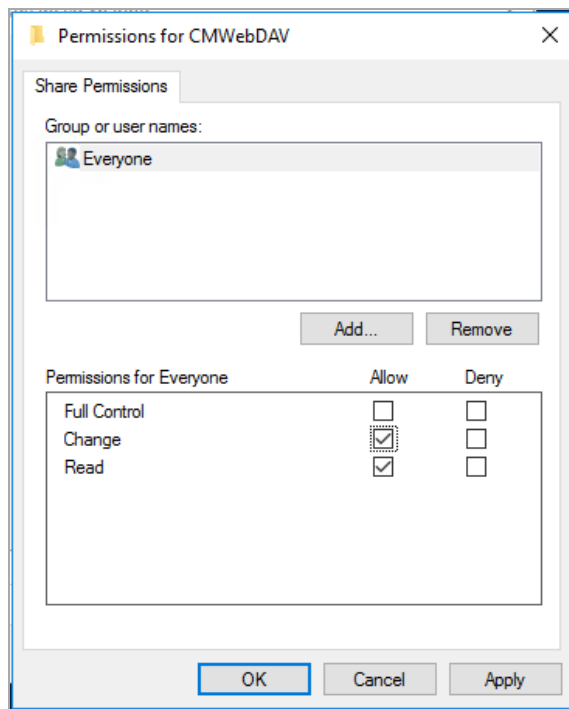 Permissions for CMWebDAV
Share Permissions
Group or user names:
Everyone
Add... Remove
Permissions for Everyone Allow Deny
Full Control
Change
Read
OK Cancel Apply